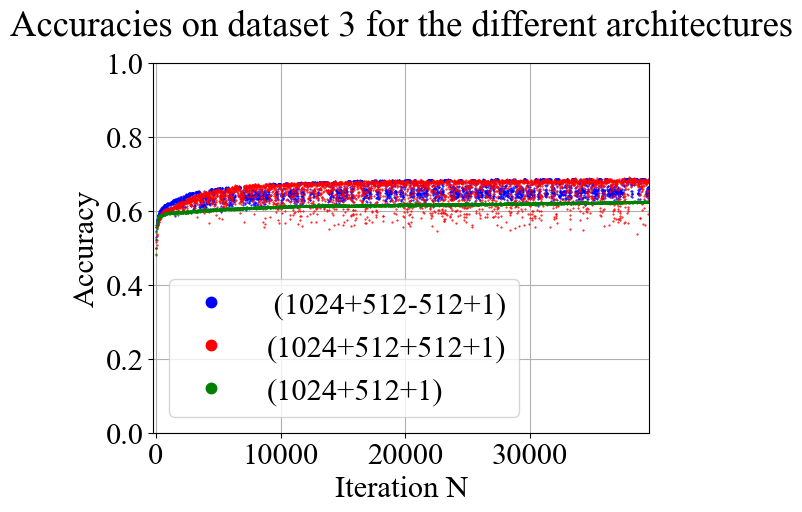 Accuracies on dataset 3 for the different architectures
1.0
0.8
0.6
0.4
0.2
0.0
Accuracy
(1024+512-512+1)
(1024+512+512+1)
(1024+512+1)
0 10000 20000 30000
Iteration N